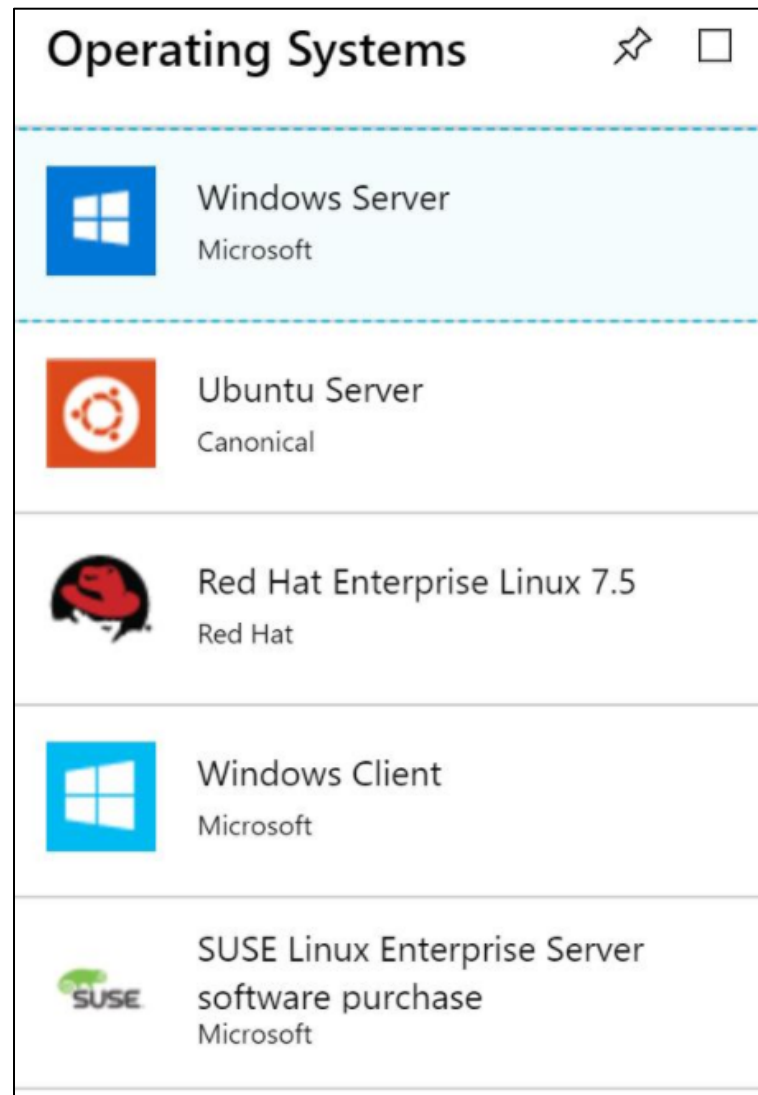 Operating Systems
Windows Server
Microsoft
Ubuntu Server
Canonical
Red Hat Enterprise Linux 7.5
Red Hat
Windows Client
Microsoft
SUSE
SUSE Linux Enterprise Server
software purchase
Microsoft